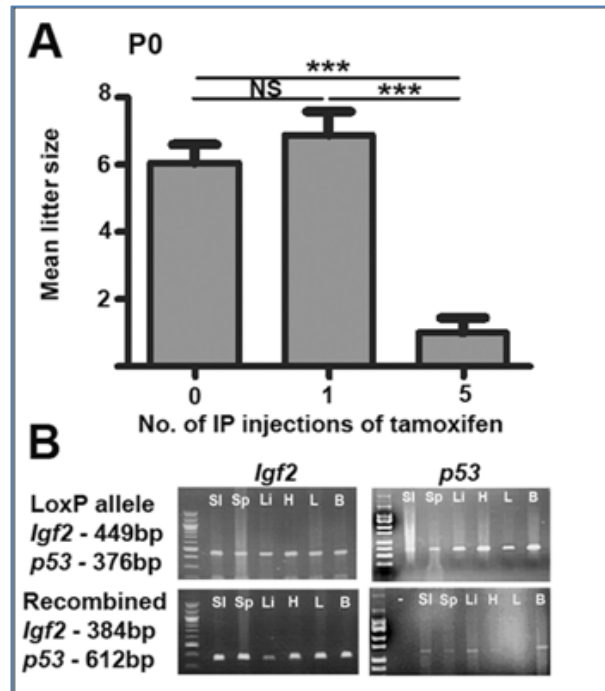 A P0
***
NS ***
Mean litter size
8
6
4
2
0 1 5
No. of IP injections of tamoxifen
B
Igf2 p53
LoxP allele
Igf2 - 449bp
p53 - 376bp
SI Sp Li H L B
SI Sp Li H L B
Recombined
Igf2 - 384bp
p53 - 612bp
SI Sp Li H L B
- SI Sp Li H L B